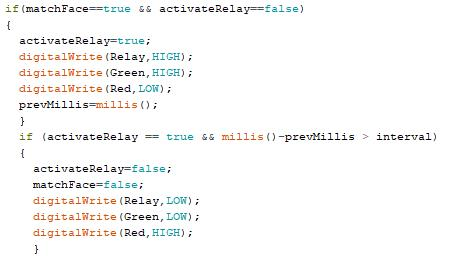 if(matchFace==true && activateRelay==false)
{
activateRelay=true;
digitalWrite(Relay,HIGH);
digitalWrite(Green,HIGH);
digitalWrite(Red,LOW);
prevMillis=millis();
}
if (activateRelay == true && millis()-prevMillis > interval)
{
activateRelay=false;
matchFace=false;
digitalWrite(Relay,LOW);
digitalWrite(Green,LOW);
digitalWrite(Red,HIGH);
}